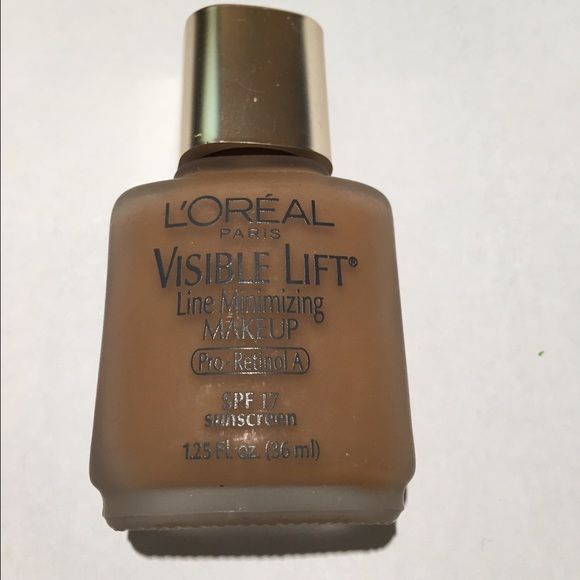 L'ORÉAL
PARIS
VISIBLE LIFT®
Line Minimizing
MAKEUP
Pro-Retinol A
SPF 17
sunscreen
1.25 Fl. oz. (36 ml)